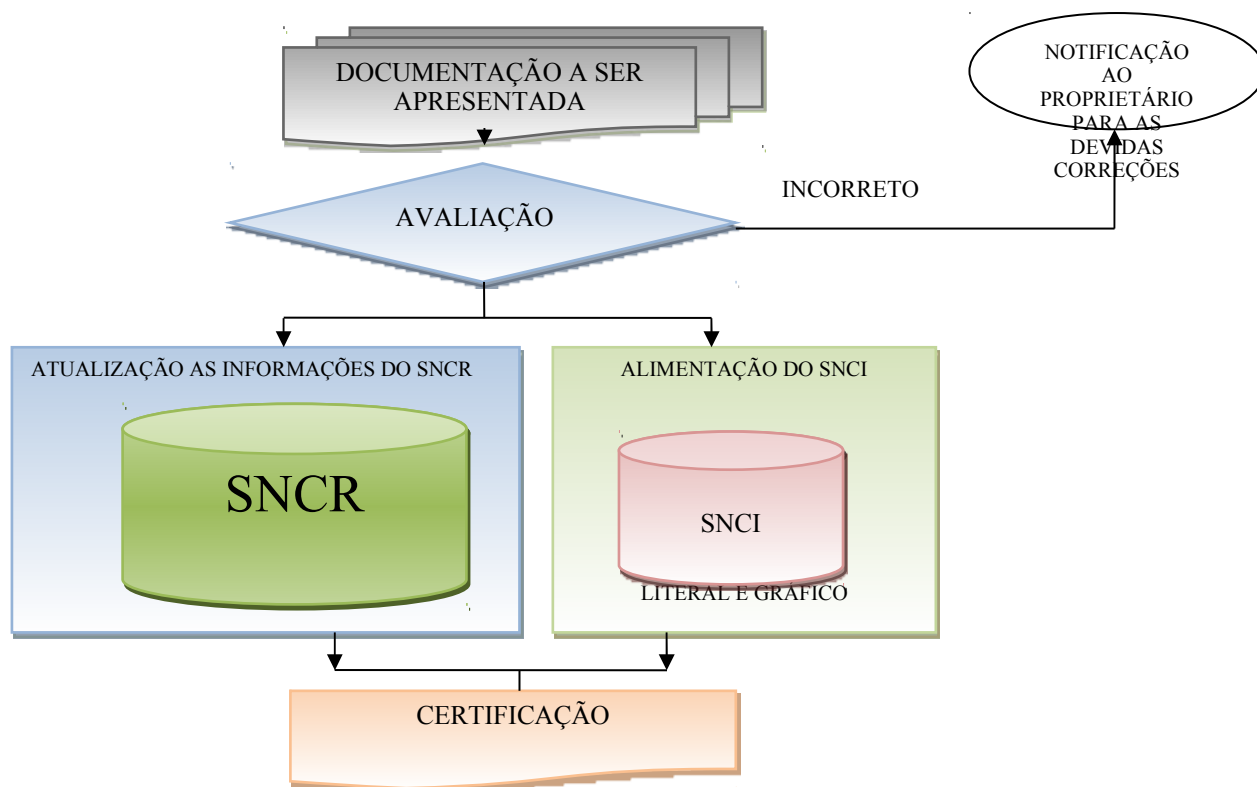 DOCUMENTAÇÃO A SER
APRESENTADA
NOTIFICAÇÃO
AO
PROPRIETÁRIO
PARA AS
DEVIDAS
CORREÇÕES
INCORRETO
AVALIAÇÃO
ATUALIZAÇÃO AS INFORMAÇÕES DO SNCR
SNCR
ALIMENTAÇÃO DO SNCI
SNCI
LITERAL E GRÁFICO
CERTIFICAÇÃO